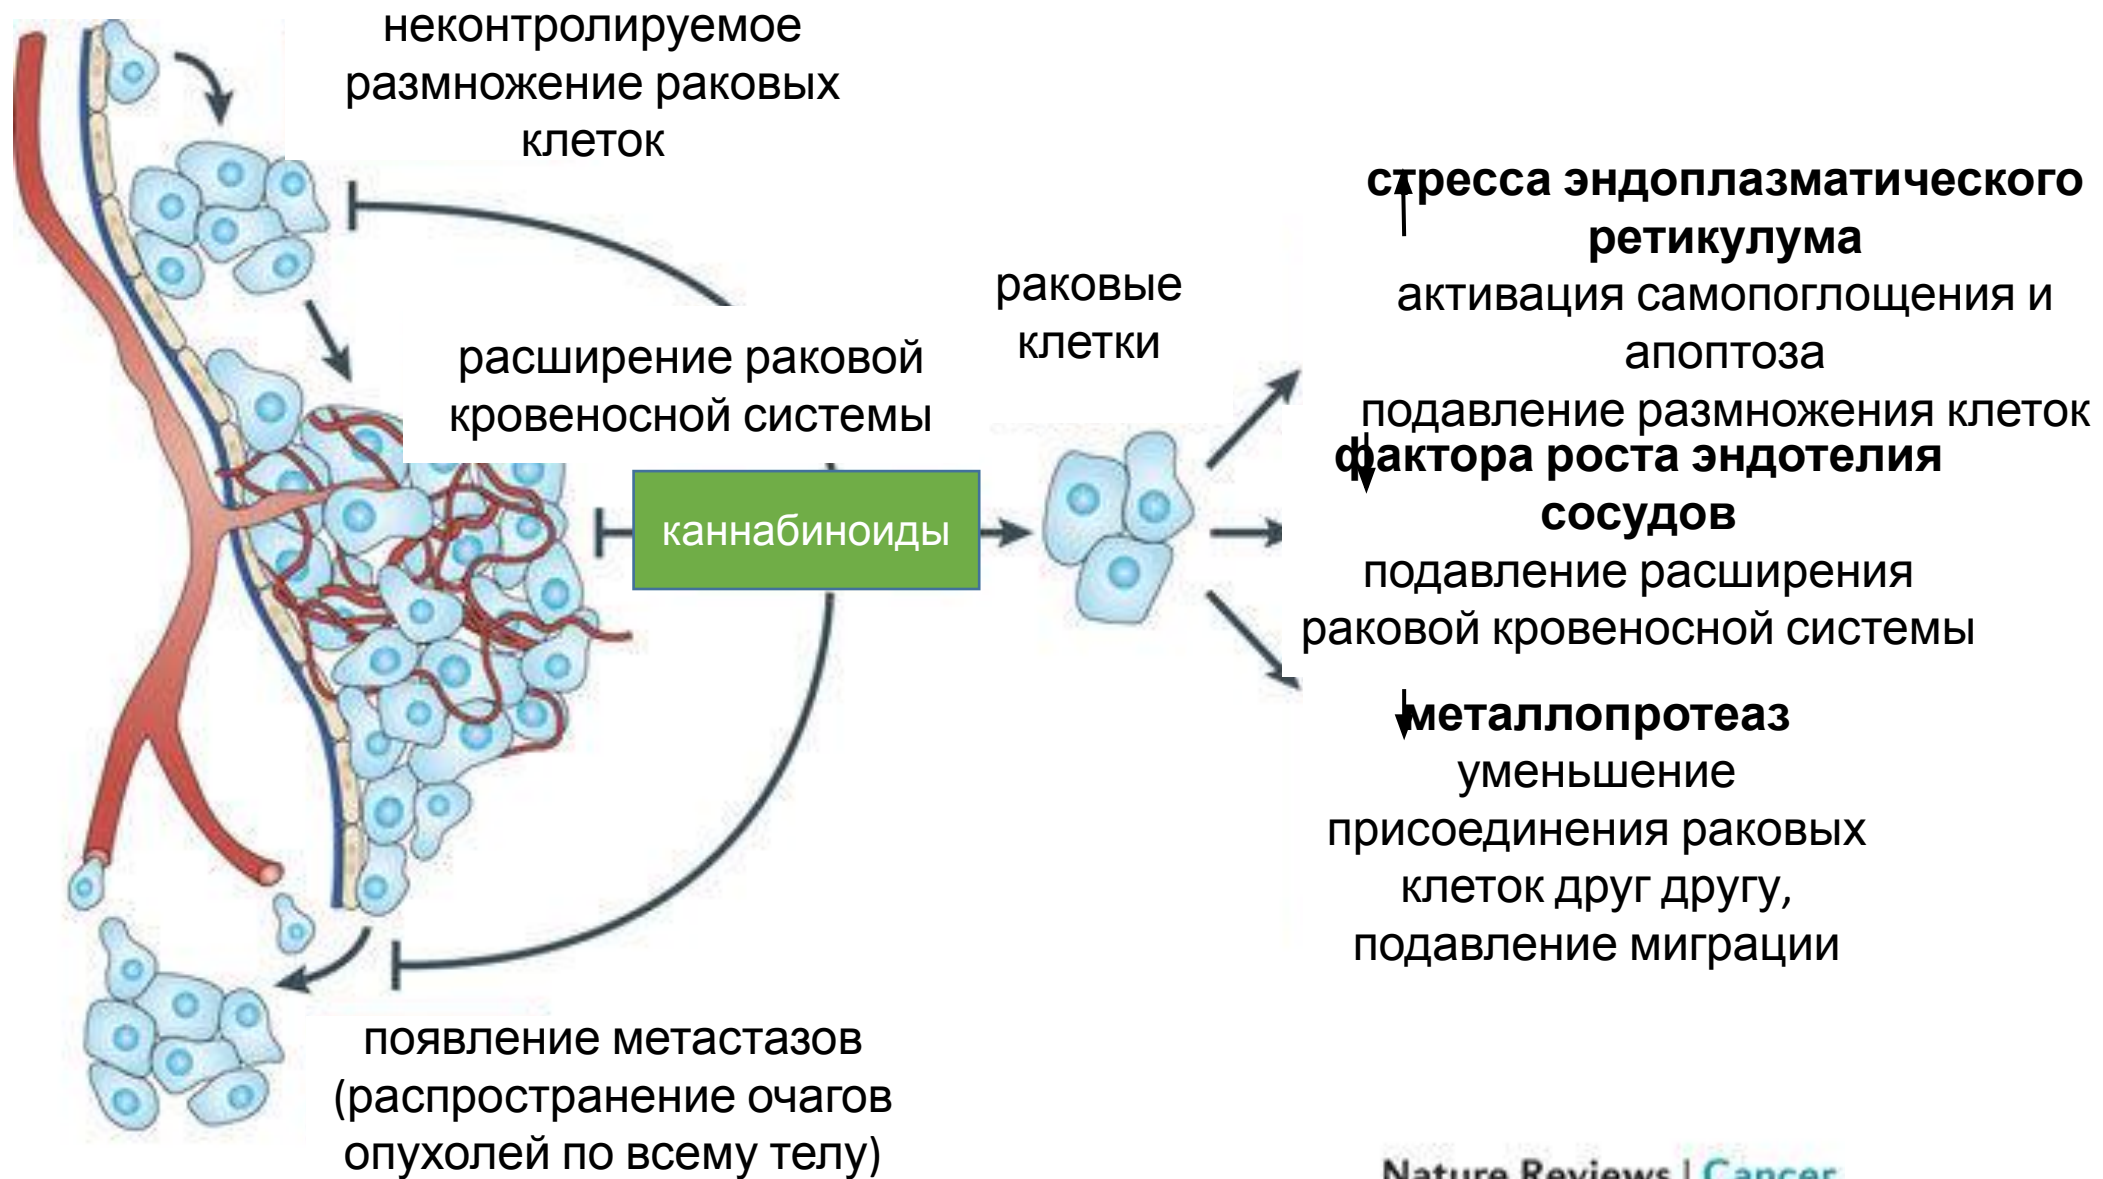 неконтролируемое
размножение раковых
клеток
расширение раковой
кровеносной системы
каннабиноиды
появление метастазов
(распространение очагов
опухолей по всему телу)
раковые
клетки
стресса эндоплазматического
ретикулума
активация самопоглощения и
апоптоза
подавление размножения клеток
фактора роста эндотелия
сосудов
подавление расширения
раковой кровеносной системы
металлопротеаз
уменьшение
присоединения раковых
клеток друг другу,
подавление миграции
Nature Reviews | Cancer